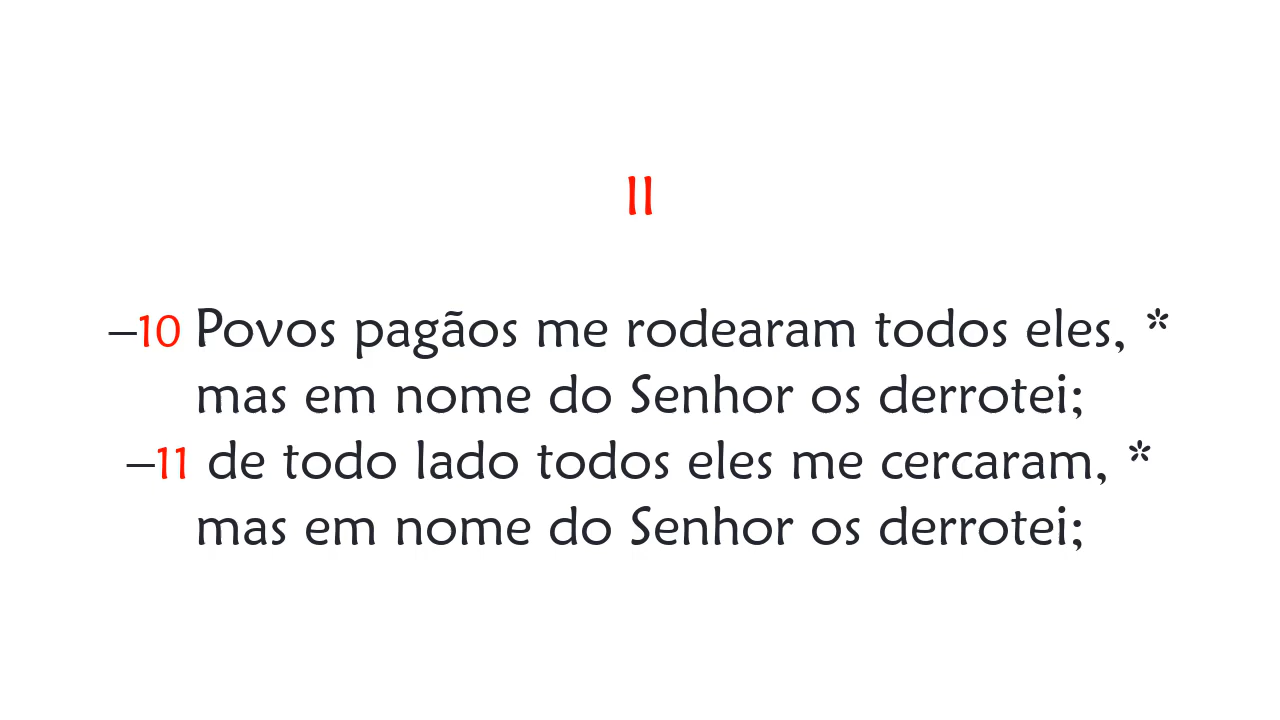 II
–10 Povos pagãos me rodearam todos eles, *
mas em nome do Senhor os derrotei;
–11 de todo lado todos eles me cercaram, *
mas em nome do Senhor os derrotei;